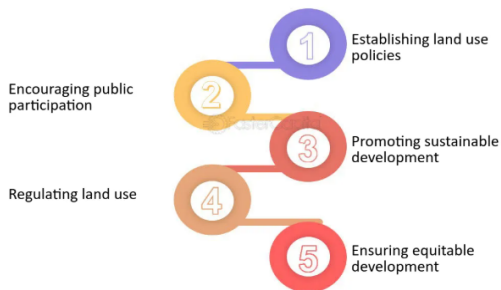 1
Establishing land use
policies
Encouraging public
participation
2
FasterCapital
3
Promoting sustainable
development
Regulating land use
4
5
Ensuring equitable
development